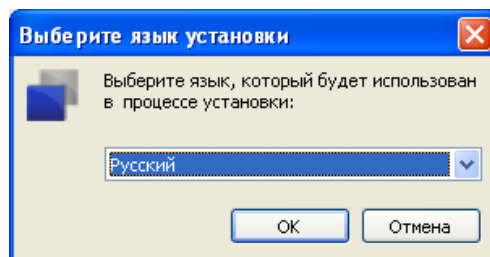 Выберите язык установки
Выберите язык, который будет использован
в процессе установки:
Русский
OK
Отмена